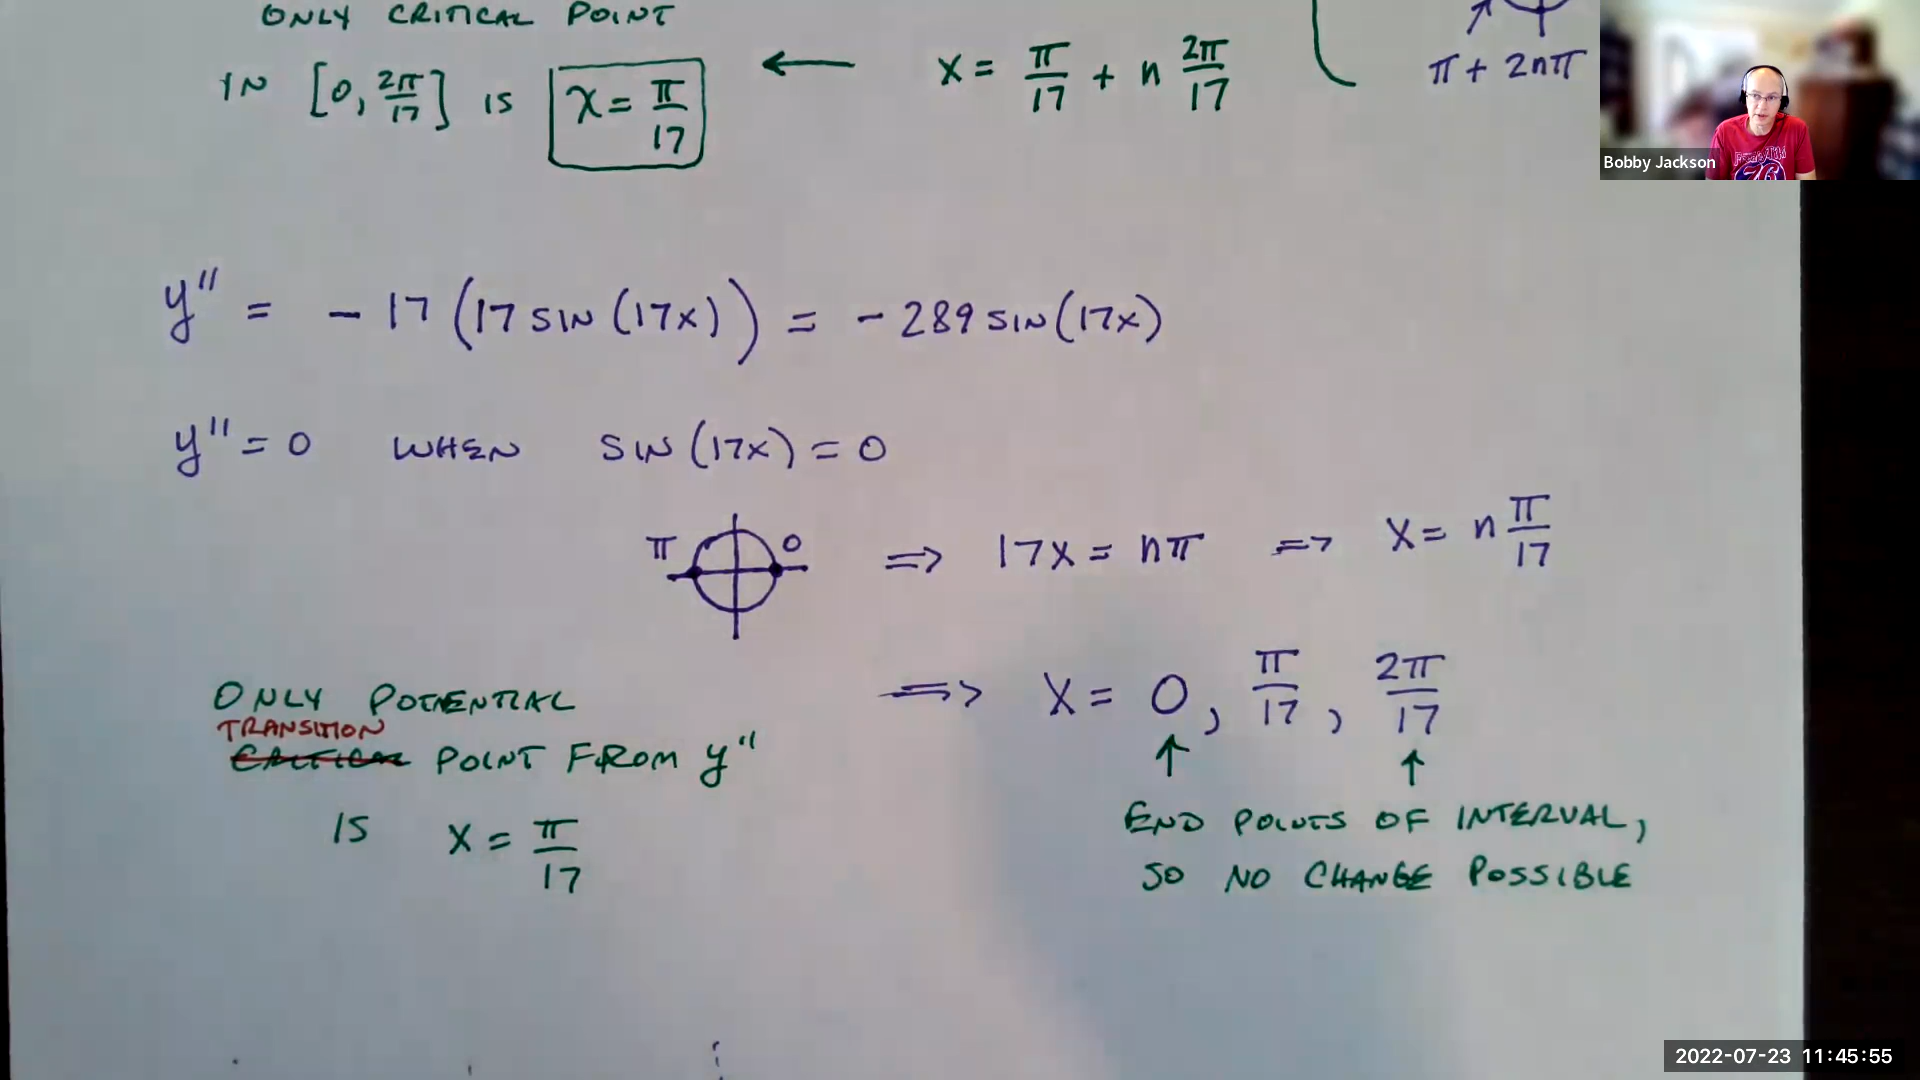 ONLY CRITICAL POINT
IN [0, 2π/17] IS x = π/17 ← x = π/17 + n 2π/17
π + 2nπ
Bobby Jackson
y'' = -17(17 SIN(17x)) = -289 SIN(17x)
y'' = 0 WHEN SIN(17x) = 0
π 0 => 17x = nπ => x = n π/17
=> x = 0, π/17, 2π/17
ONLY POTENTIAL
TRANSITION
CRITICAL POINT FROM y''
IS x = π/17
↑ ↑
END POINTS OF INTERVAL,
SO NO CHANGE POSSIBLE
2022-07-23 11:45:55